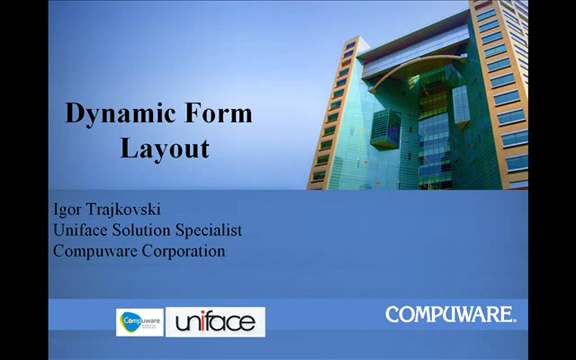 Dynamic Form
Layout
Igor Trajkovski
Uniface Solution Specialist
Compuware Corporation
Compuware
uniface
COMPUWARE.